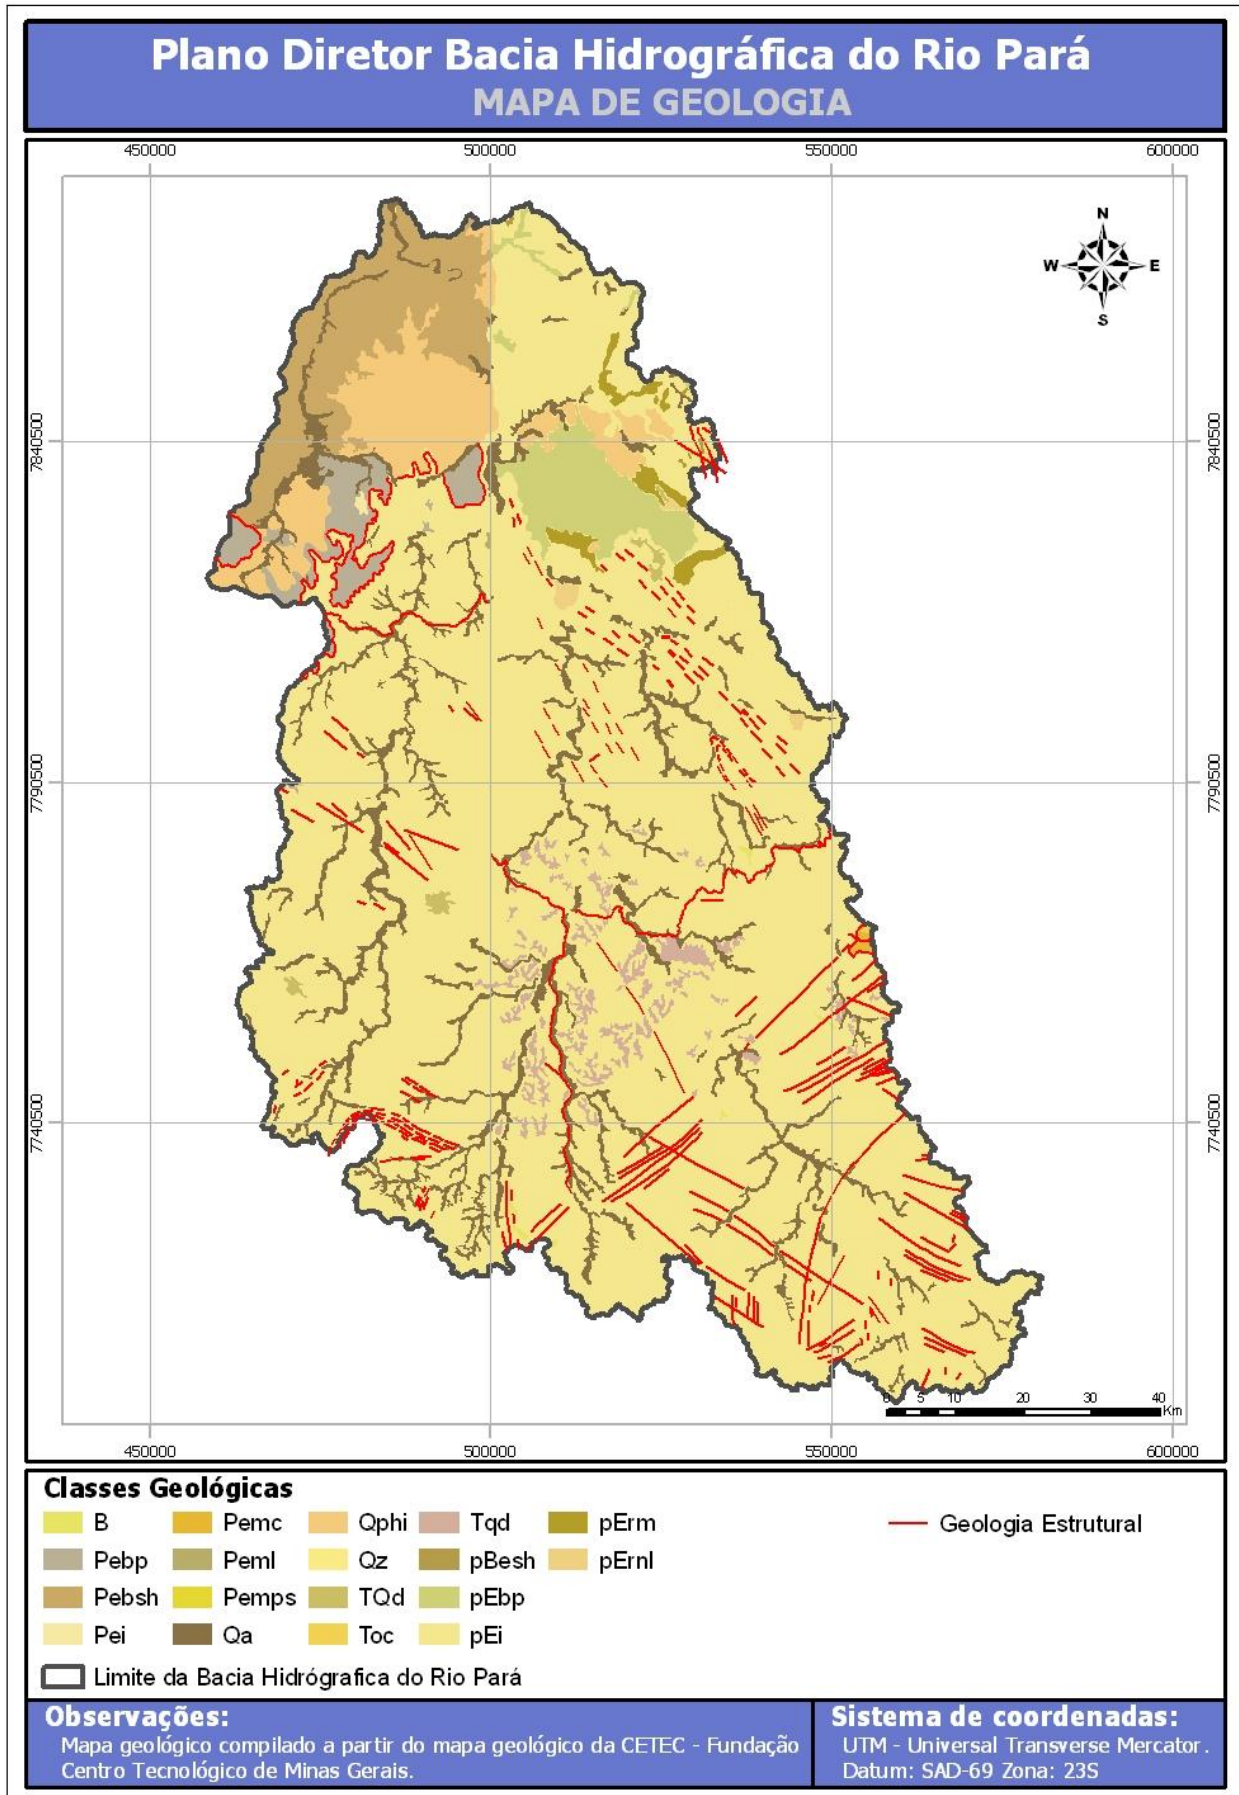 Plano Diretor Bacia Hidrográfica do Rio Pará
MAPA DE GEOLOGIA
450000 500000 550000 600000
N
W E
S
7840500 7840500
7790500 7790500
7740500 7740500
0 5 10 20 30 40
Km
450000 500000 550000 600000
Classes Geológicas
B Pemc Qphi Tqd pErm Geologia Estrutural
Pebp Peml Qz pBesh pErnl
Pebsh Pemps TQd pEbp
Pei Qa Toc pEi
Limite da Bacia Hidrógrafica do Rio Pará
Observações:
Mapa geológico compilado a partir do mapa geológico da CETEC - Fundação
Centro Tecnológico de Minas Gerais.
Sistema de coordenadas:
UTM - Universal Transverse Mercator.
Datum: SAD-69 Zona: 23S